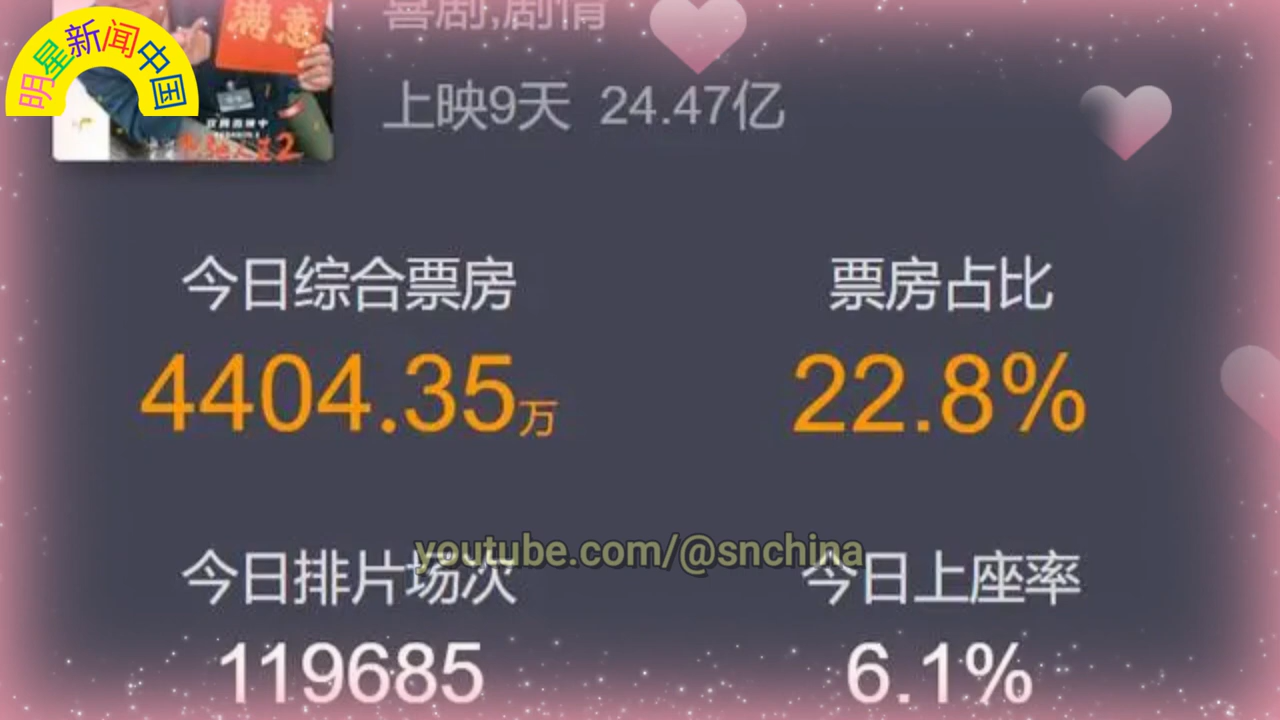 明星新闻中国
满意
喜剧,剧情
上映9天 24.47亿
今日综合票房
票房占比
4404.35万
22.8%
youtube.com/@snchina
今日排片场次
今日上座率
119685
6.1%